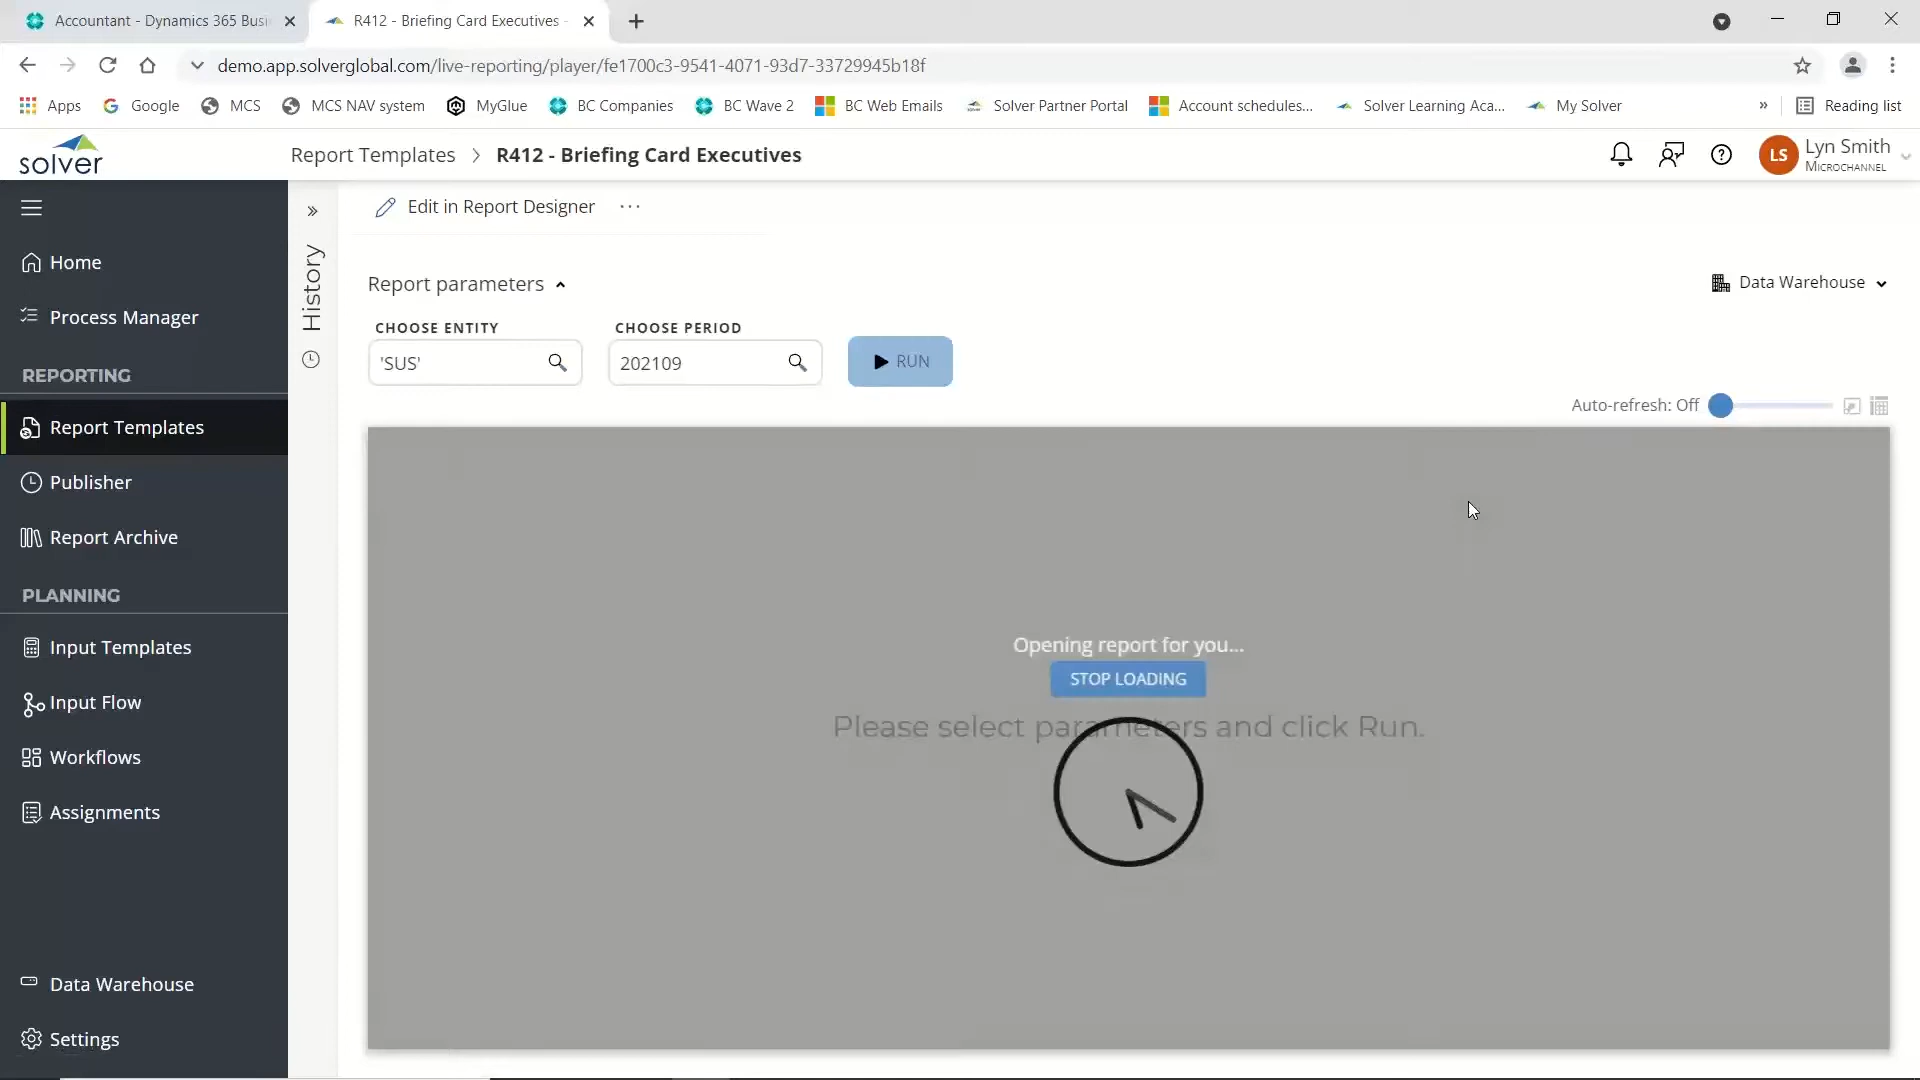 Accountant - Dynamics 365 Busi
R412 - Briefing Card Executives -
demo.app.solverglobal.com/live-reporting/player/fe1700c3-9541-4071-93d7-33729945b18f
Apps Google MCS MCS NAV system MyGlue BC Companies BC Wave 2 BC Web Emails Solver Partner Portal Account schedules... Solver Learning Aca... My Solver » Reading list
solver
Report Templates > R412 - Briefing Card Executives
LS
Lyn Smith
MICROCHANNEL
Home
Process Manager
REPORTING
Report Templates
Publisher
Report Archive
PLANNING
Input Templates
Input Flow
Workflows
Assignments
Data Warehouse
Settings
»
History
Edit in Report Designer ...
Report parameters
Data Warehouse
CHOOSE ENTITY
'SUS'
CHOOSE PERIOD
202109
RUN
Auto-refresh: Off
Opening report for you...
STOP LOADING
Please select parameters and click Run.